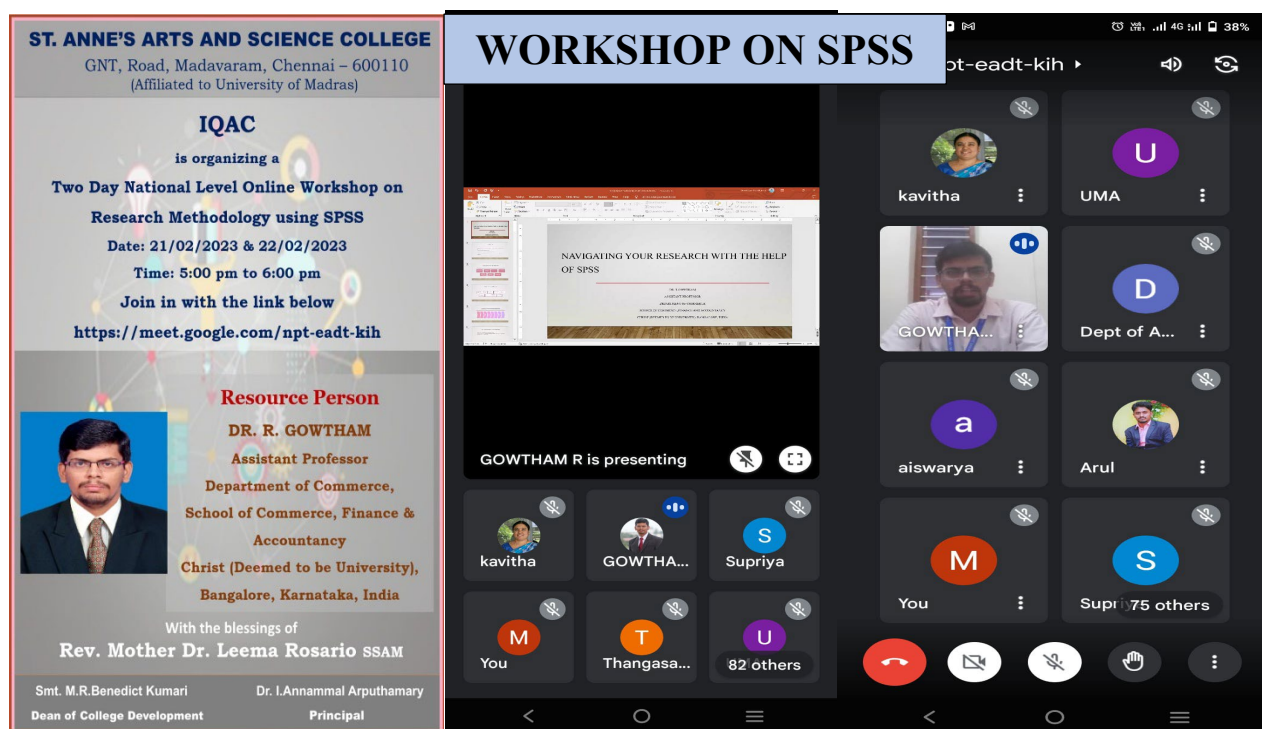 ST. ANNE'S ARTS AND SCIENCE COLLEGE
GNT, Road, Madavaram, Chennai – 600110
(Affiliated to University of Madras)
IQAC
is organizing a
Two Day National Level Online Workshop on
Research Methodology using SPSS
Date: 21/02/2023 & 22/02/2023
Time: 5:00 pm to 6:00 pm
Join in with the link below
https://meet.google.com/npt-eadt-kih
Resource Person
DR. R. GOWTHAM
Assistant Professor
Department of Commerce,
School of Commerce, Finance &
Accountancy
Christ (Deemed to be University),
Bangalore, Karnataka, India
With the blessings of
Rev. Mother Dr. Leema Rosario SSAM
Smt. M.R.Benedict Kumari
Dean of College Development
Dr. I.Annammal Arputhamary
Principal
WORKSHOP ON SPSS
NAVIGATING YOUR RESEARCH WITH THE HELP
OF SPSS
GOWTHAM R is presenting
kavitha
GOWTHA...
S
Supriya
M
You
T
Thangasa...
U
82 others
4G
38%
pt-eadt-kih
kavitha
U
UMA
GOWTHA...
D
Dept of A...
a
aiswarya
Arul
M
You
S
Supri
75 others